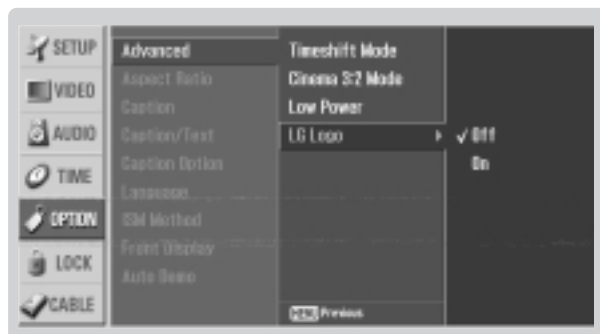 SETUP
VIDEO
AUDIO
TIME
OPTION
LOCK
CABLE
Advanced
Aspect Ratio
Caption
Caption/Text
Caption Option
Language
ISM Method
Front Display
Auto Demo
Timeshift Mode
Cinema 3:2 Mode
Low Power
LG Logo
MENU Previous
√ Off
On